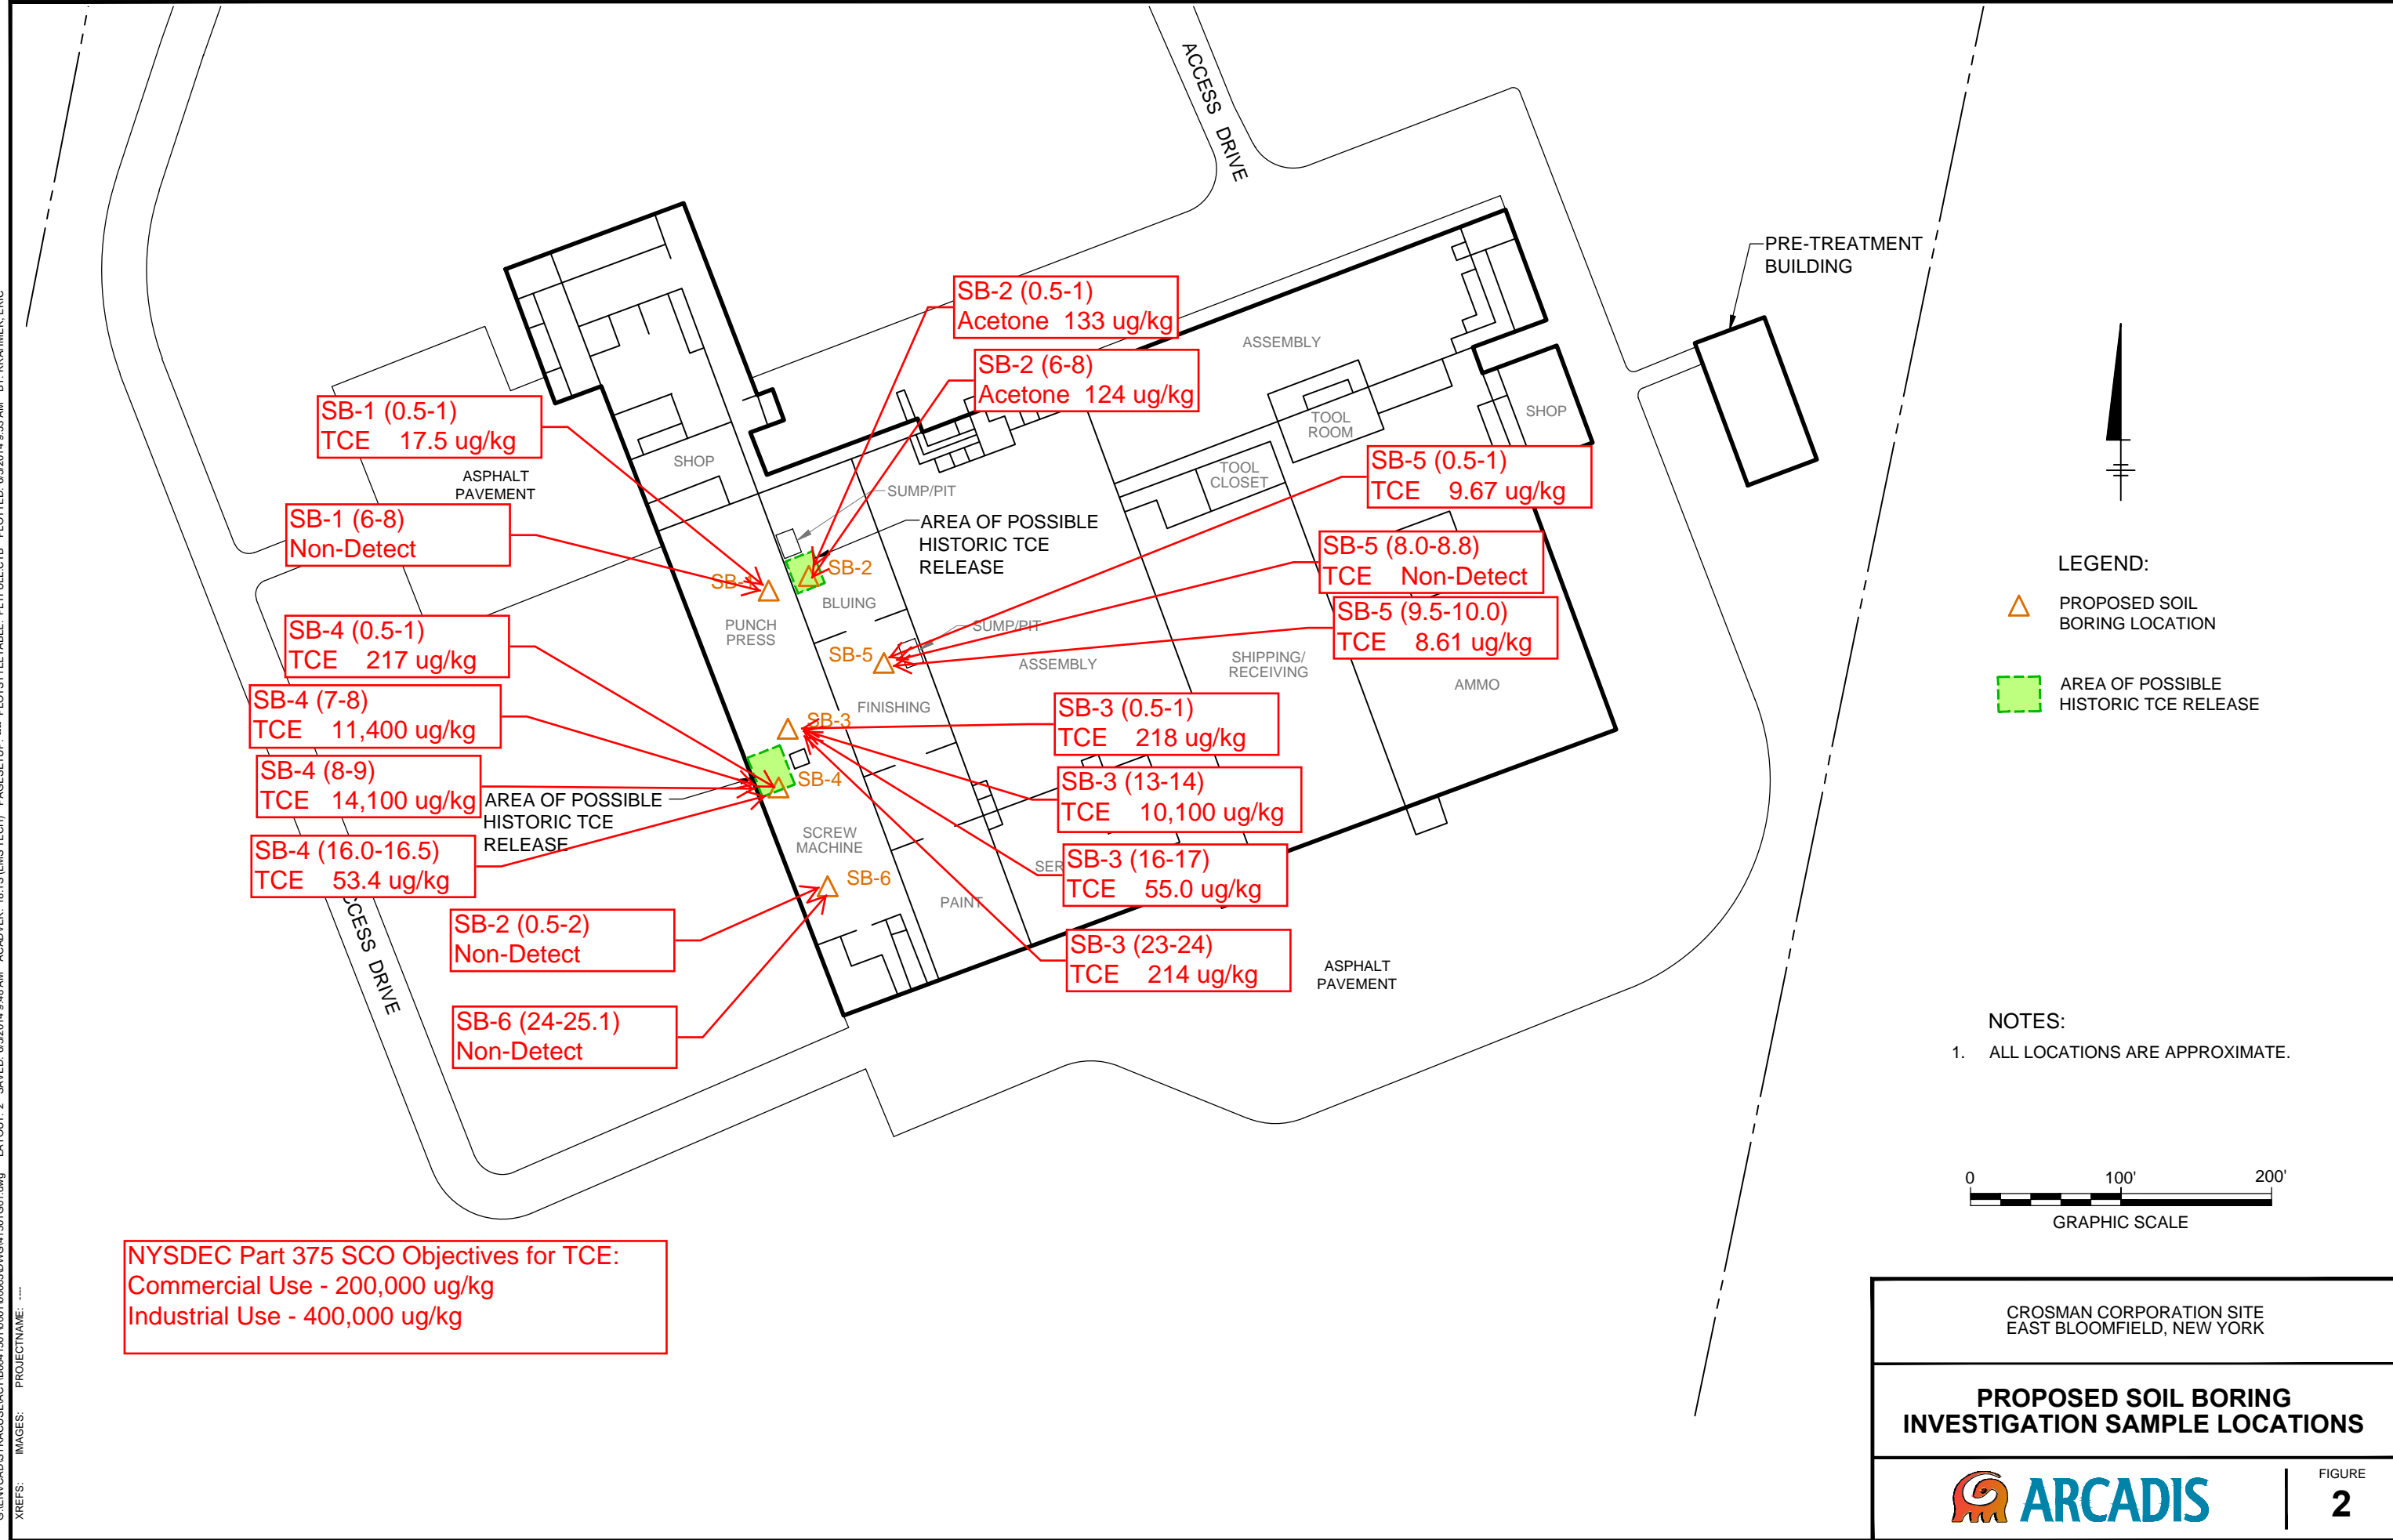 ACCESS DRIVE
PRE-TREATMENT
BUILDING
SB-2 (0.5-1)
Acetone 133 ug/kg
ASSEMBLY
SB-2 (6-8)
Acetone 124 ug/kg
SB-1 (0.5-1)
TCE 17.5 ug/kg
TOOL
ROOM
SHOP
SHOP
ASPHALT
PAVEMENT
TOOL
CLOSET
SB-5 (0.5-1)
TCE 9.67 ug/kg
SUMP/PIT
AREA OF POSSIBLE
HISTORIC TCE
RELEASE
SB-1 (6-8)
Non-Detect
SB-5 (8.0-8.8)
TCE Non-Detect
SB-2
BLUING
PUNCH
PRESS
SUMP/PIT
SB-5 (9.5-10.0)
TCE 8.61 ug/kg
SB-4 (0.5-1)
TCE 217 ug/kg
SB-5
ASSEMBLY
SHIPPING/
RECEIVING
AMMO
SB-4 (7-8)
TCE 11,400 ug/kg
FINISHING
SB-3
SB-3 (0.5-1)
TCE 218 ug/kg
SB-4 (8-9)
TCE 14,100 ug/kg
SB-4
SB-3 (13-14)
TCE 10,100 ug/kg
AREA OF POSSIBLE
HISTORIC TCE
RELEASE
SB-4 (16.0-16.5)
TCE 53.4 ug/kg
SCREW
MACHINE
SB-3 (16-17)
TCE 55.0 ug/kg
SB-6
PAINT
SB-2 (0.5-2)
Non-Detect
SB-3 (23-24)
TCE 214 ug/kg
ASPHALT
PAVEMENT
DRIVE
SB-6 (24-25.1)
Non-Detect
LEGEND:
PROPOSED SOIL
BORING LOCATION
AREA OF POSSIBLE
HISTORIC TCE RELEASE
NOTES:
1. ALL LOCATIONS ARE APPROXIMATE.
0 100' 200'
GRAPHIC SCALE
NYSDEC Part 375 SCO Objectives for TCE:
Commercial Use - 200,000 ug/kg
Industrial Use - 400,000 ug/kg
CROSMAN CORPORATION SITE
EAST BLOOMFIELD, NEW YORK
PROPOSED SOIL BORING
INVESTIGATION SAMPLE LOCATIONS
ARCADIS
FIGURE
2
XREFS: IMAGES: PROJECTNAME: ----